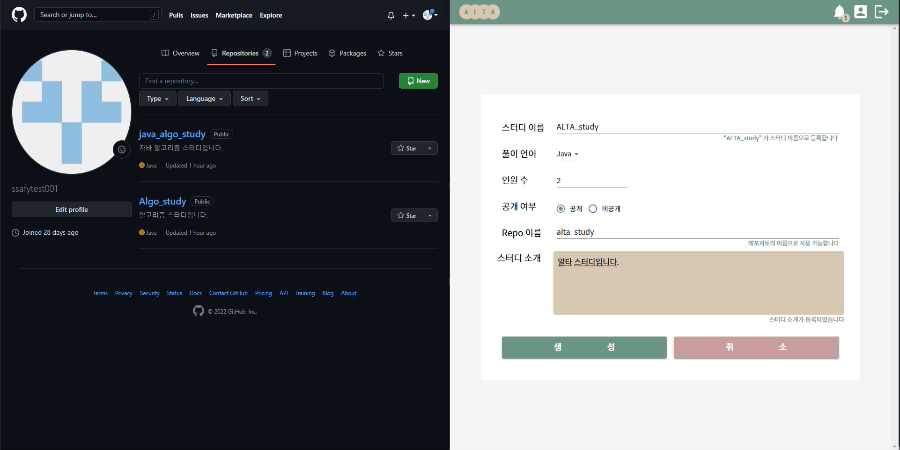 Search or jump to... /
Pulls Issues Marketplace Explore
Overview Repositories 2 Projects Packages Stars
Find a repository...
New
Type Language Sort
java_algo_study Public
자바 알고리즘 스터디입니다.
Star
Java Updated 1 hour ago
Algo_study Public
알고리즘 스터디입니다.
Star
Java Updated 1 hour ago
ssafytest001
Edit profile
Joined 28 days ago
Terms Privacy Security Status Docs Contact GitHub Pricing API Training Blog About
© 2022 GitHub, Inc.
A L T A
1
스터디 이름 ALTA_study
"ALTA_study" 가 스터디 이름으로 등록됩니다
풀이 언어 Java
인원 수 2
공개 여부 공개 비공개
Repo 이름 alta_study
레포지토리 이름으로 사용 가능합니다
스터디 소개 알타 스터디입니다.
스터디 소개가 등록되었습니다
생 성 취 소